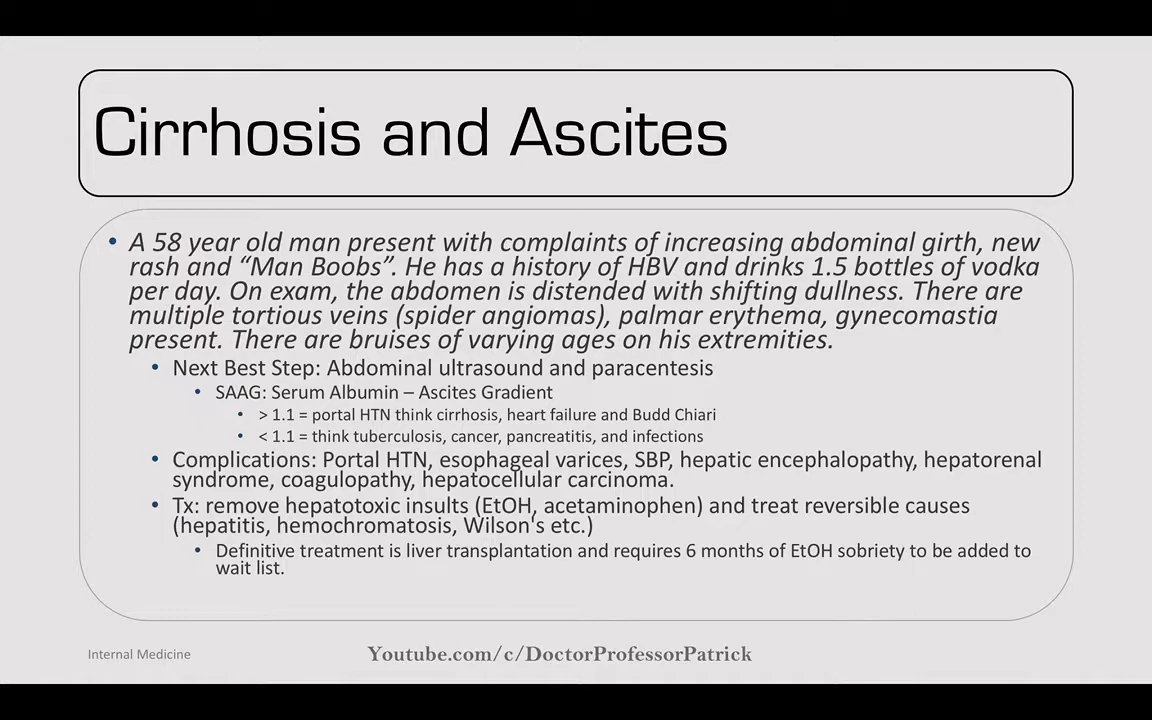 Cirrhosis and Ascites
• A 58 year old man present with complaints of increasing abdominal girth, new
rash and “Man Boobs”. He has a history of HBV and drinks 1.5 bottles of vodka
per day. On exam, the abdomen is distended with shifting dullness. There are
multiple tortious veins (spider angiomas), palmar erythema, gynecomastia
present. There are bruises of varying ages on his extremities.
• Next Best Step: Abdominal ultrasound and paracentesis
• SAAG: Serum Albumin – Ascites Gradient
• > 1.1 = portal HTN think cirrhosis, heart failure and Budd Chiari
• < 1.1 = think tuberculosis, cancer, pancreatitis, and infections
• Complications: Portal HTN, esophageal varices, SBP, hepatic encephalopathy, hepatorenal
syndrome, coagulopathy, hepatocellular carcinoma.
• Tx: remove hepatotoxic insults (EtOH, acetaminophen) and treat reversible causes
(hepatitis, hemochromatosis, Wilson's etc.)
• Definitive treatment is liver transplantation and requires 6 months of EtOH sobriety to be added to
wait list.
Internal Medicine
Youtube.com/c/DoctorProfessorPatrick